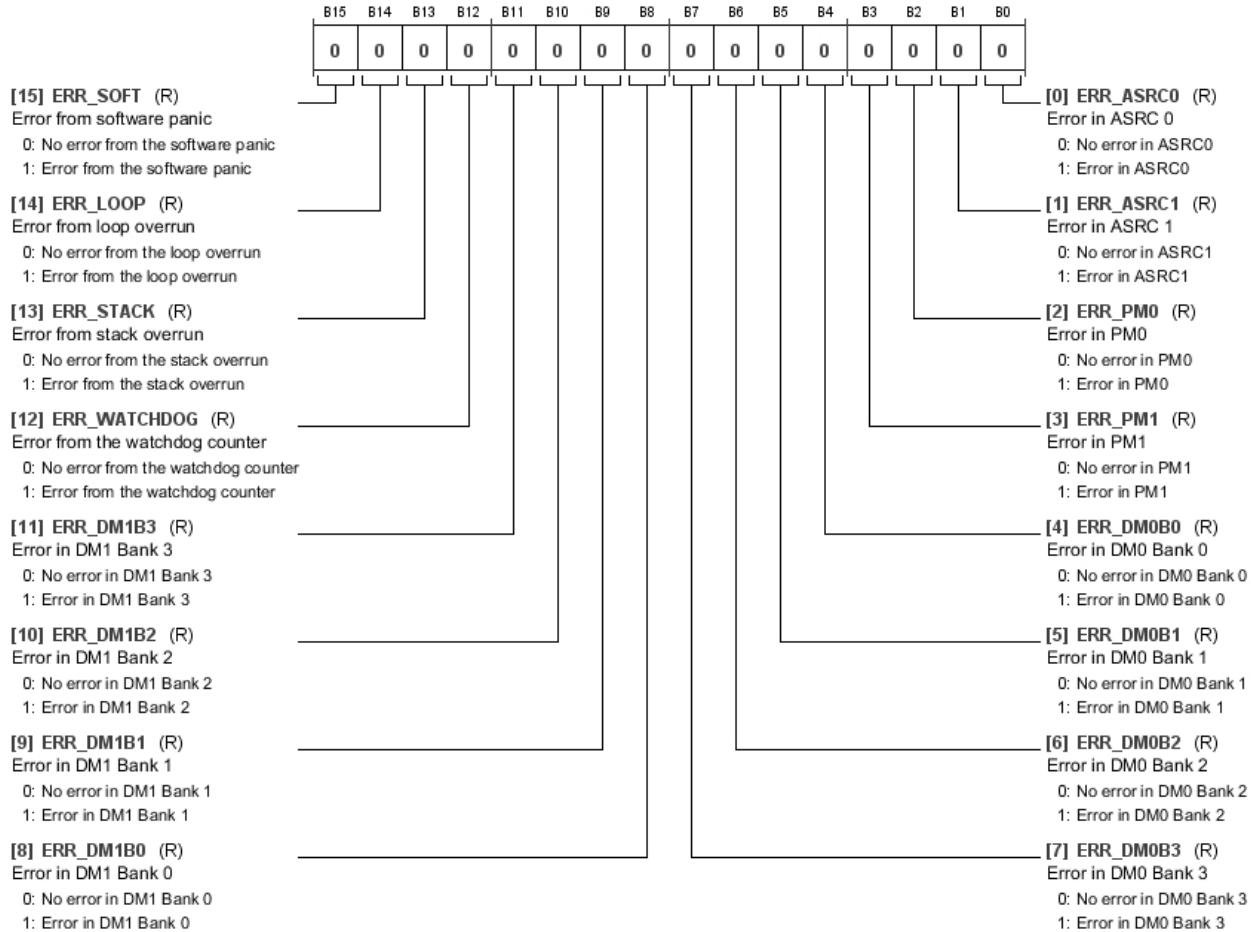 B15 B14 B13 B12 B11 B10 B9 B8 B7 B6 B5 B4 B3 B2 B1 B0
0 0 0 0 0 0 0 0 0 0 0 0 0 0 0 0
[15] ERR_SOFT (R)
Error from software panic
0: No error from the software panic
1: Error from the software panic
[14] ERR_LOOP (R)
Error from loop overrun
0: No error from the loop overrun
1: Error from the loop overrun
[13] ERR_STACK (R)
Error from stack overrun
0: No error from the stack overrun
1: Error from the stack overrun
[12] ERR_WATCHDOG (R)
Error from the watchdog counter
0: No error from the watchdog counter
1: Error from the watchdog counter
[11] ERR_DM1B3 (R)
Error in DM1 Bank 3
0: No error in DM1 Bank 3
1: Error in DM1 Bank 3
[10] ERR_DM1B2 (R)
Error in DM1 Bank 2
0: No error in DM1 Bank 2
1: Error in DM1 Bank 2
[9] ERR_DM1B1 (R)
Error in DM1 Bank 1
0: No error in DM1 Bank 1
1: Error in DM1 Bank 1
[8] ERR_DM1B0 (R)
Error in DM1 Bank 0
0: No error in DM1 Bank 0
1: Error in DM1 Bank 0
[0] ERR_ASRC0 (R)
Error in ASRC 0
0: No error in ASRC0
1: Error in ASRC0
[1] ERR_ASRC1 (R)
Error in ASRC 1
0: No error in ASRC1
1: Error in ASRC1
[2] ERR_PM0 (R)
Error in PM0
0: No error in PM0
1: Error in PM0
[3] ERR_PM1 (R)
Error in PM1
0: No error in PM1
1: Error in PM1
[4] ERR_DM0B0 (R)
Error in DM0 Bank 0
0: No error in DM0 Bank 0
1: Error in DM0 Bank 0
[5] ERR_DM0B1 (R)
Error in DM0 Bank 1
0: No error in DM0 Bank 1
1: Error in DM0 Bank 1
[6] ERR_DM0B2 (R)
Error in DM0 Bank 2
0: No error in DM0 Bank 2
1: Error in DM0 Bank 2
[7] ERR_DM0B3 (R)
Error in DM0 Bank 3
0: No error in DM0 Bank 3
1: Error in DM0 Bank 3